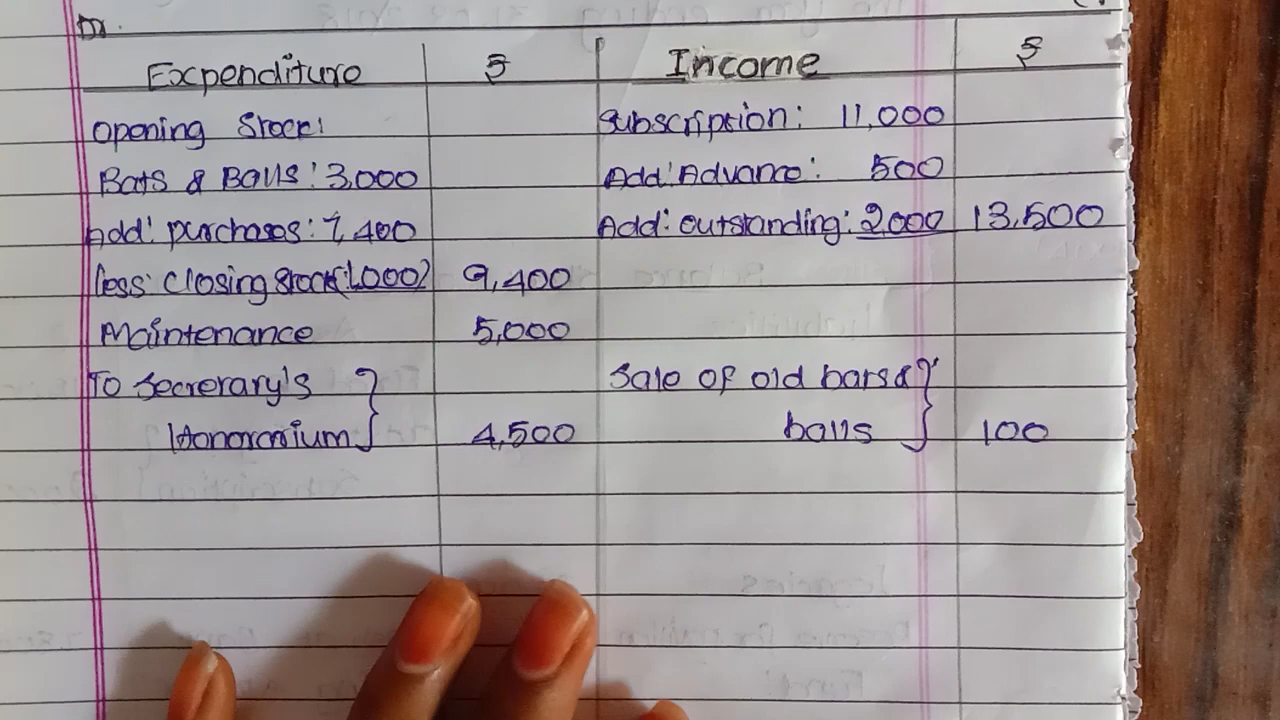 Dr.
Expenditure ₹ Income ₹
Opening Stock: Subscription: 11,000
Bats & Balls: 3,000 Add: Advance: 500
Add: purchases: 7,400 Add: outstanding: 2,000 13,500
less: closing stock(1,000) 9,400
Maintenance 5,000
To Secrerary's Sale of old bats &
Honorarium 4,500 balls 100